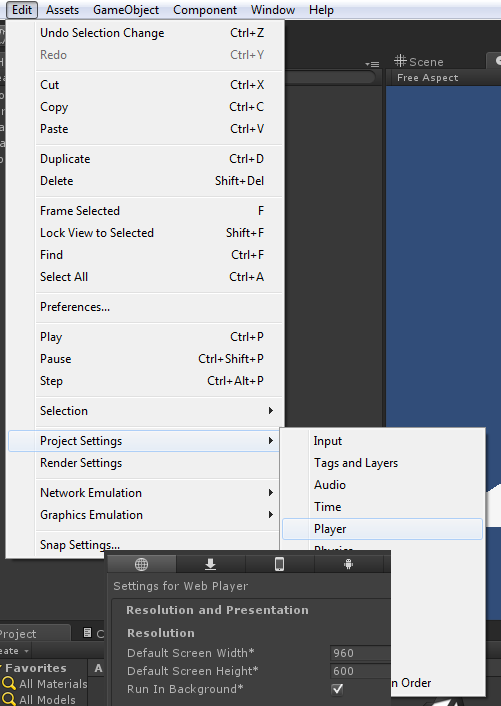 Edit Assets GameObject Component Window Help
Undo Selection Change Ctrl+Z
Redo Ctrl+Y
Cut Ctrl+X
Copy Ctrl+C
Paste Ctrl+V
Duplicate Ctrl+D
Delete Shift+Del
Frame Selected F
Lock View to Selected Shift+F
Find Ctrl+F
Select All Ctrl+A
Preferences...
Play Ctrl+P
Pause Ctrl+Shift+P
Step Ctrl+Alt+P
Selection
Project Settings
Render Settings
Network Emulation
Graphics Emulation
Snap Settings...
Scene
Free Aspect
Input
Tags and Layers
Audio
Time
Player
Physics
n Order
Settings for Web Player
Resolution and Presentation
Resolution
Default Screen Width* 960
Default Screen Height* 600
Run In Background*
Project
eate
Favorites A
All Materials
All Models